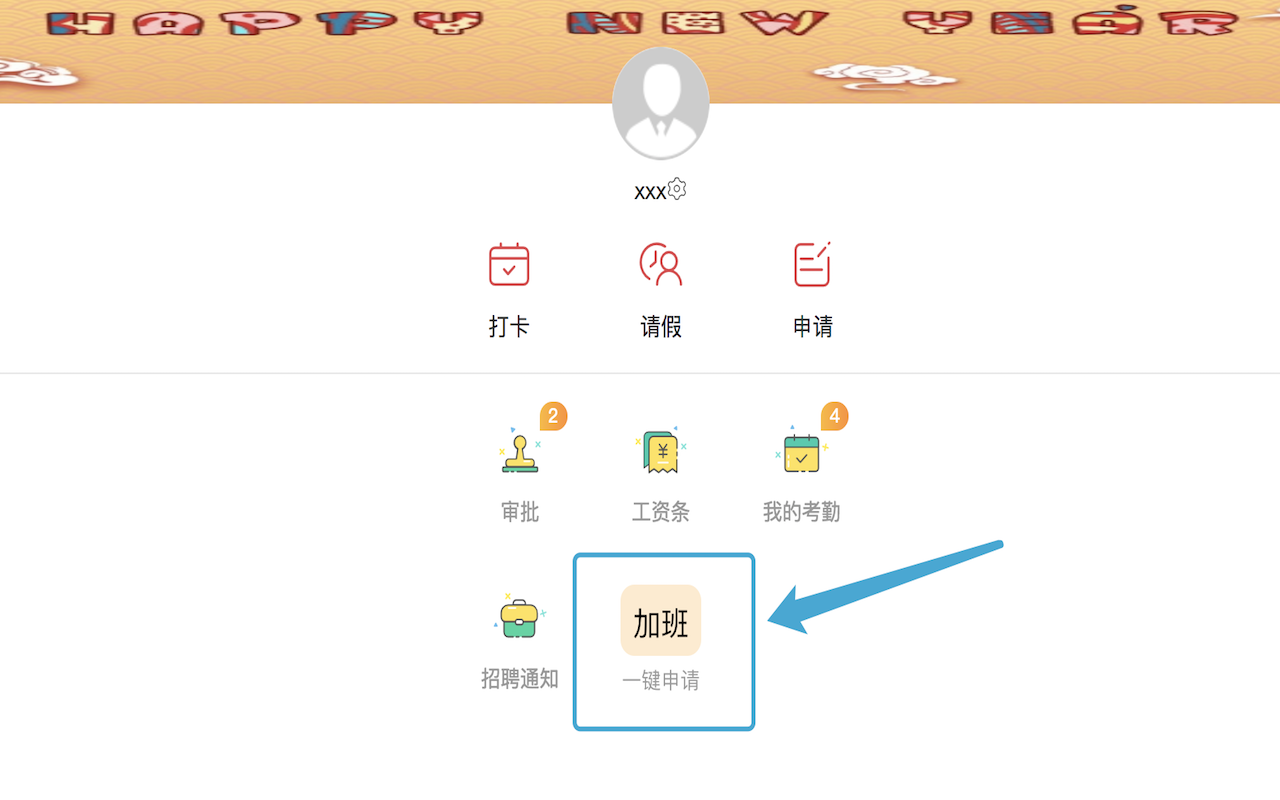 HAPPY NEW YEAR
xxx
打卡 请假 申请
2 4
¥
审批 工资条 我的考勤
加班
招聘通知 一键申请